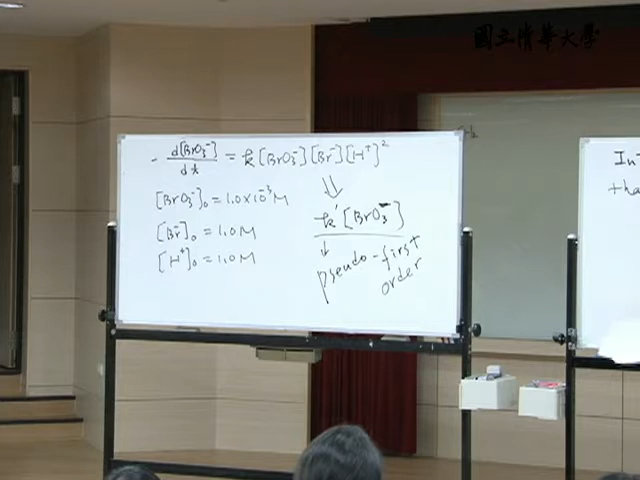 國立清華大學
- d[BrO3⁻]/dt = k[BrO3⁻][Br⁻][H⁺]²
[BrO3⁻]₀ = 1.0×10⁻³ M
[Br⁻]₀ = 1.0 M
[H⁺]₀ = 1.0 M
⇓
k'[BrO3⁻]
↓
pseudo-first
order
In